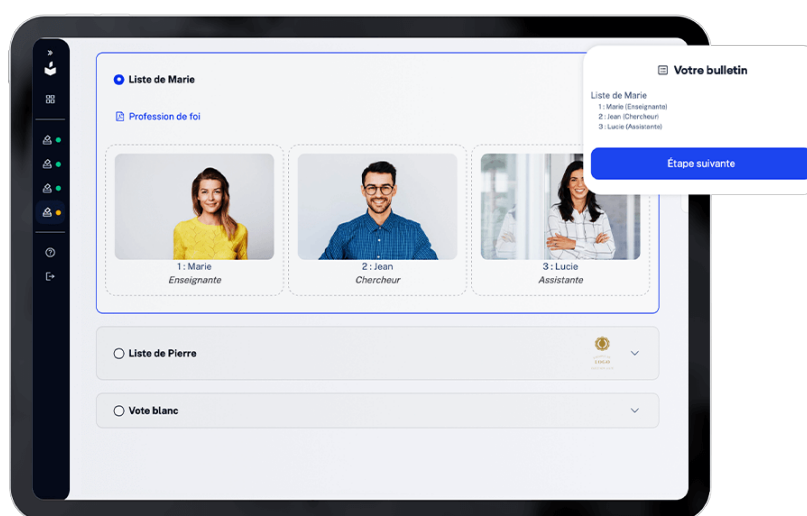 Liste de Marie
Profession de foi
1 : Marie
Enseignante
2 : Jean
Chercheur
3 : Lucie
Assistante
Liste de Pierre
Vote blanc
Votre bulletin
Liste de Marie
1 : Marie (Enseignante)
2 : Jean (Chercheur)
3 : Lucie (Assistante)
Étape suivante